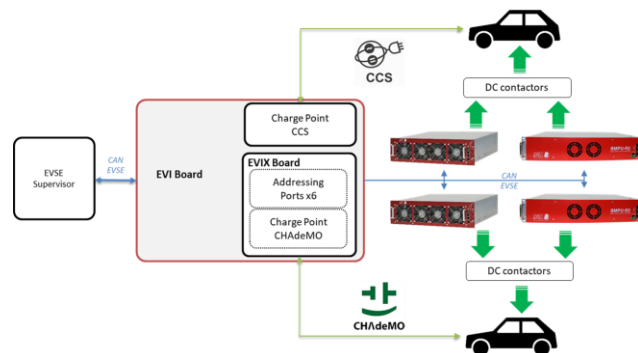 CCS
DC contactors
Charge Point
CCS
EVSE
Supervisor
CAN
EVSE
EVI Board
EVIX Board
Addressing
Ports x6
Charge Point
CHAdeMO
CAN
EVSE
DC contactors
CHAdeMO